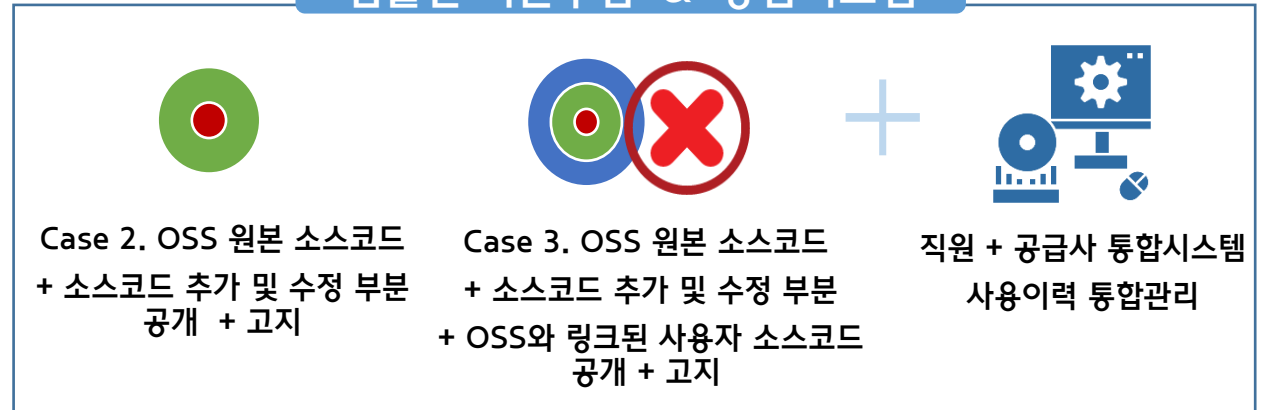 &
Case 2. OSS 원본 소스코드
+ 소스코드 추가 및 수정 부분
공개 + 고지
Case 3. OSS 원본 소스코드
+ 소스코드 추가 및 수정 부분
+ OSS와 링크된 사용자 소스코드
공개 + 고지
직원 + 공급사 통합시스템
사용이력 통합관리